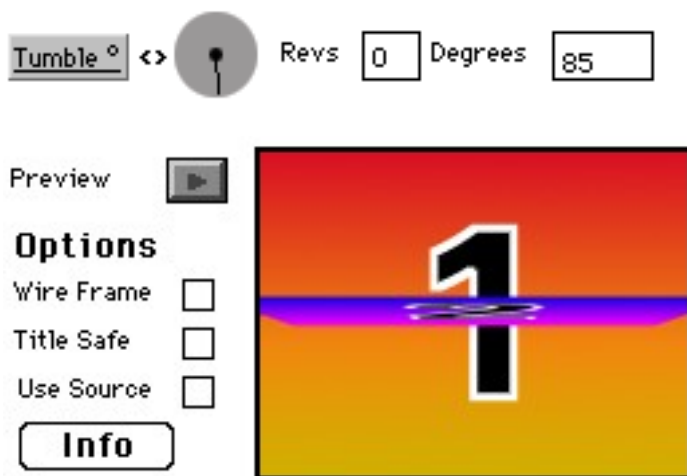 Tumble ° <> Revs 0 Degrees 85
Preview
Options
Wire Frame
Title Safe
Use Source
Info
1